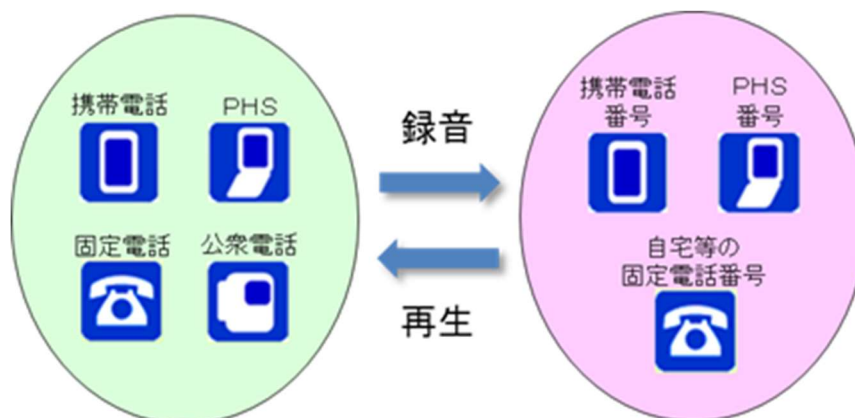 携帯電話
PHS
固定電話
公衆電話
録音
再生
携帯電話
番号
PHS
番号
自宅等の
固定電話番号